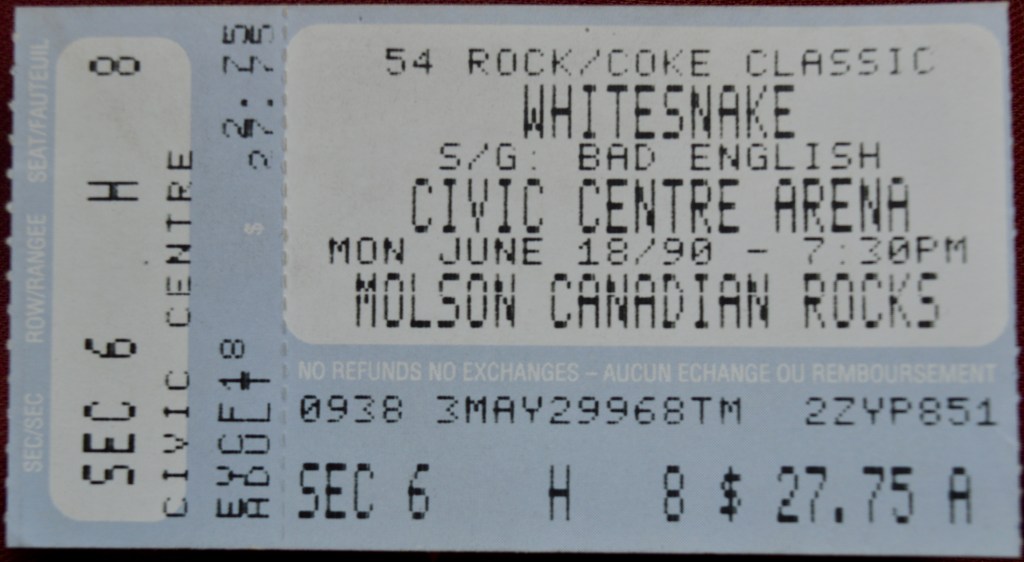 SEAT/FAUTEUIL
8
ROW/RANGEE
H
SEC/SEC
SEC 6
CIVIC CENTRE
$ 27.75
54 ROCK/COKE CLASSIC
WHITESNAKE
S/G: BAD ENGLISH
CIVIC CENTRE ARENA
MON JUNE 18/90 - 7:30PM
MOLSON CANADIAN ROCKS
NO REFUNDS NO EXCHANGES – AUCUN ECHANGE OU REMBOURSEMENT
0938 3MAY29968TM 2ZYP851
SEC 6 H 8 $ 27.75 A